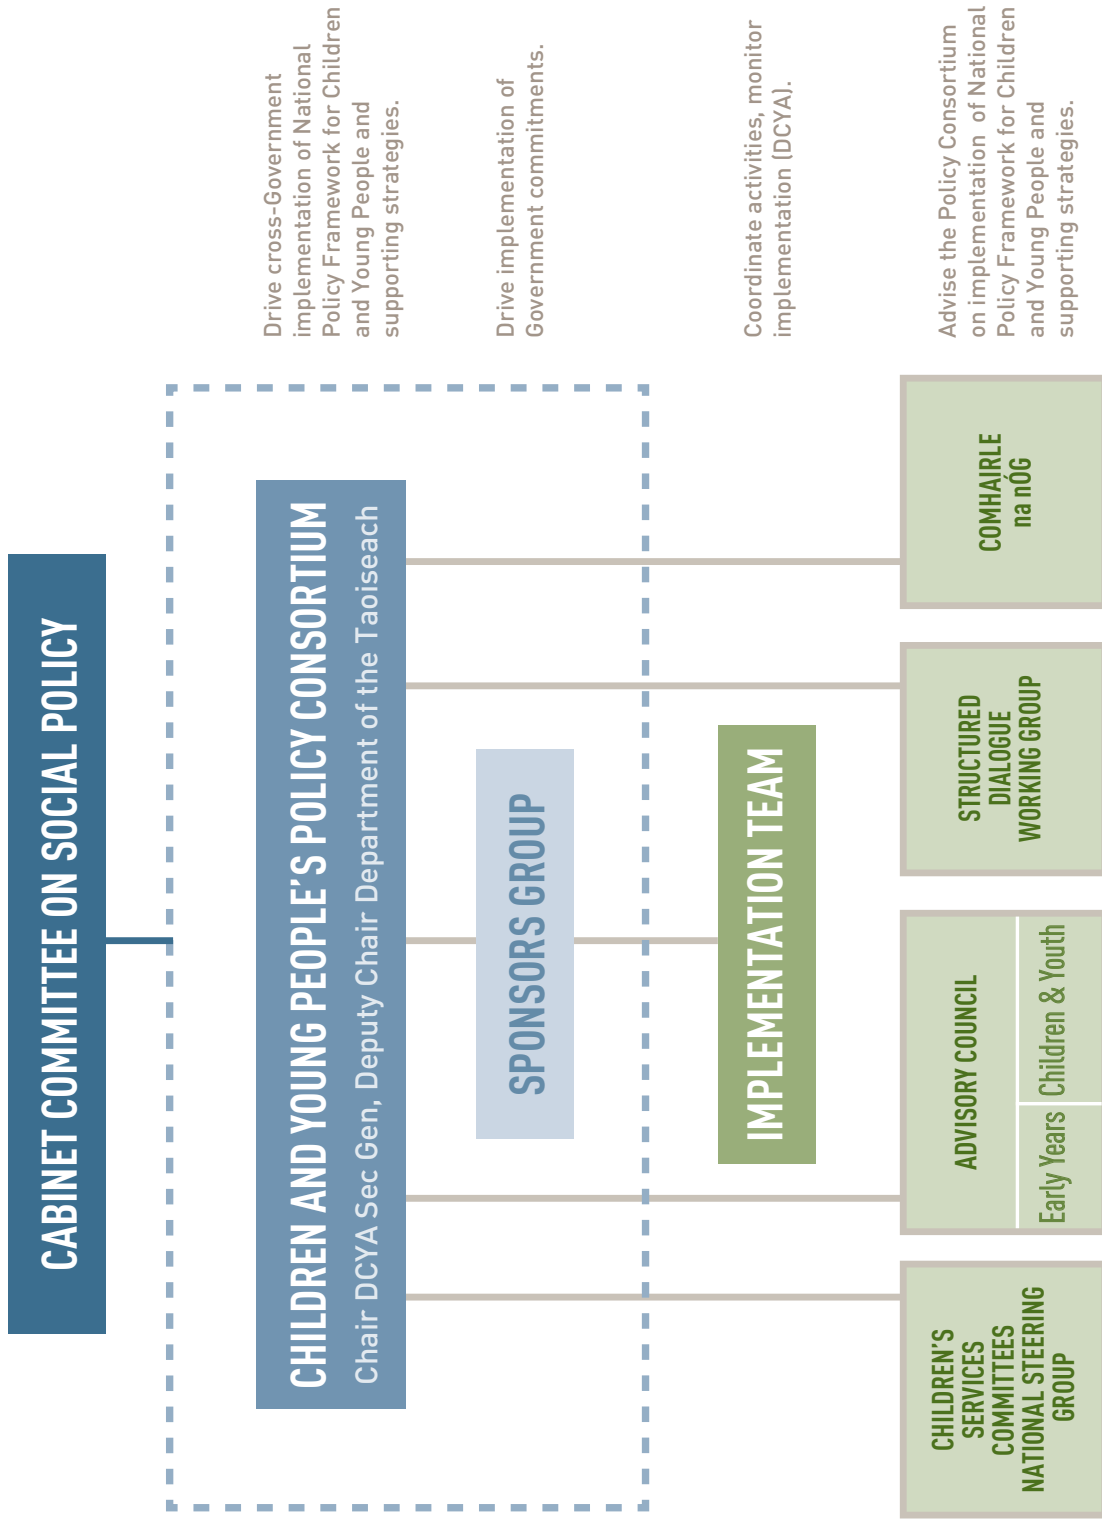 CABINET COMMITTEE ON SOCIAL POLICY
CHILDREN AND YOUNG PEOPLE’S POLICY CONSORTIUM
Chair DCYA Sec Gen, Deputy Chair Department of the Taoiseach
Drive cross-Government
implementation of National
Policy Framework for Children
and Young People and
supporting strategies.
SPONSORS GROUP
Drive implementation of
Government commitments.
IMPLEMENTATION TEAM
Coordinate activities, monitor
implementation (DCYA).
CHILDREN’S
SERVICES
COMMITTEES
NATIONAL STEERING
GROUP
ADVISORY COUNCIL
Early Years
Children & Youth
STRUCTURED
DIALOGUE
WORKING GROUP
COMHAIRLE
na nÓG
Advise the Policy Consortium
on implementation of National
Policy Framework for Children
and Young People and
supporting strategies.